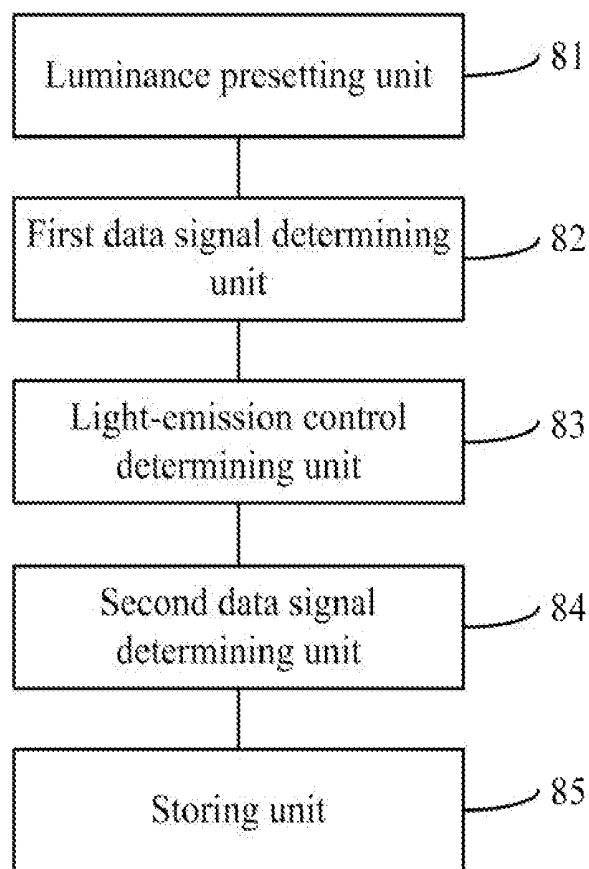 Luminance presetting unit
81
First data signal determining
unit
82
Light-emission control
determining unit
83
Second data signal
determining unit
84
Storing unit
85